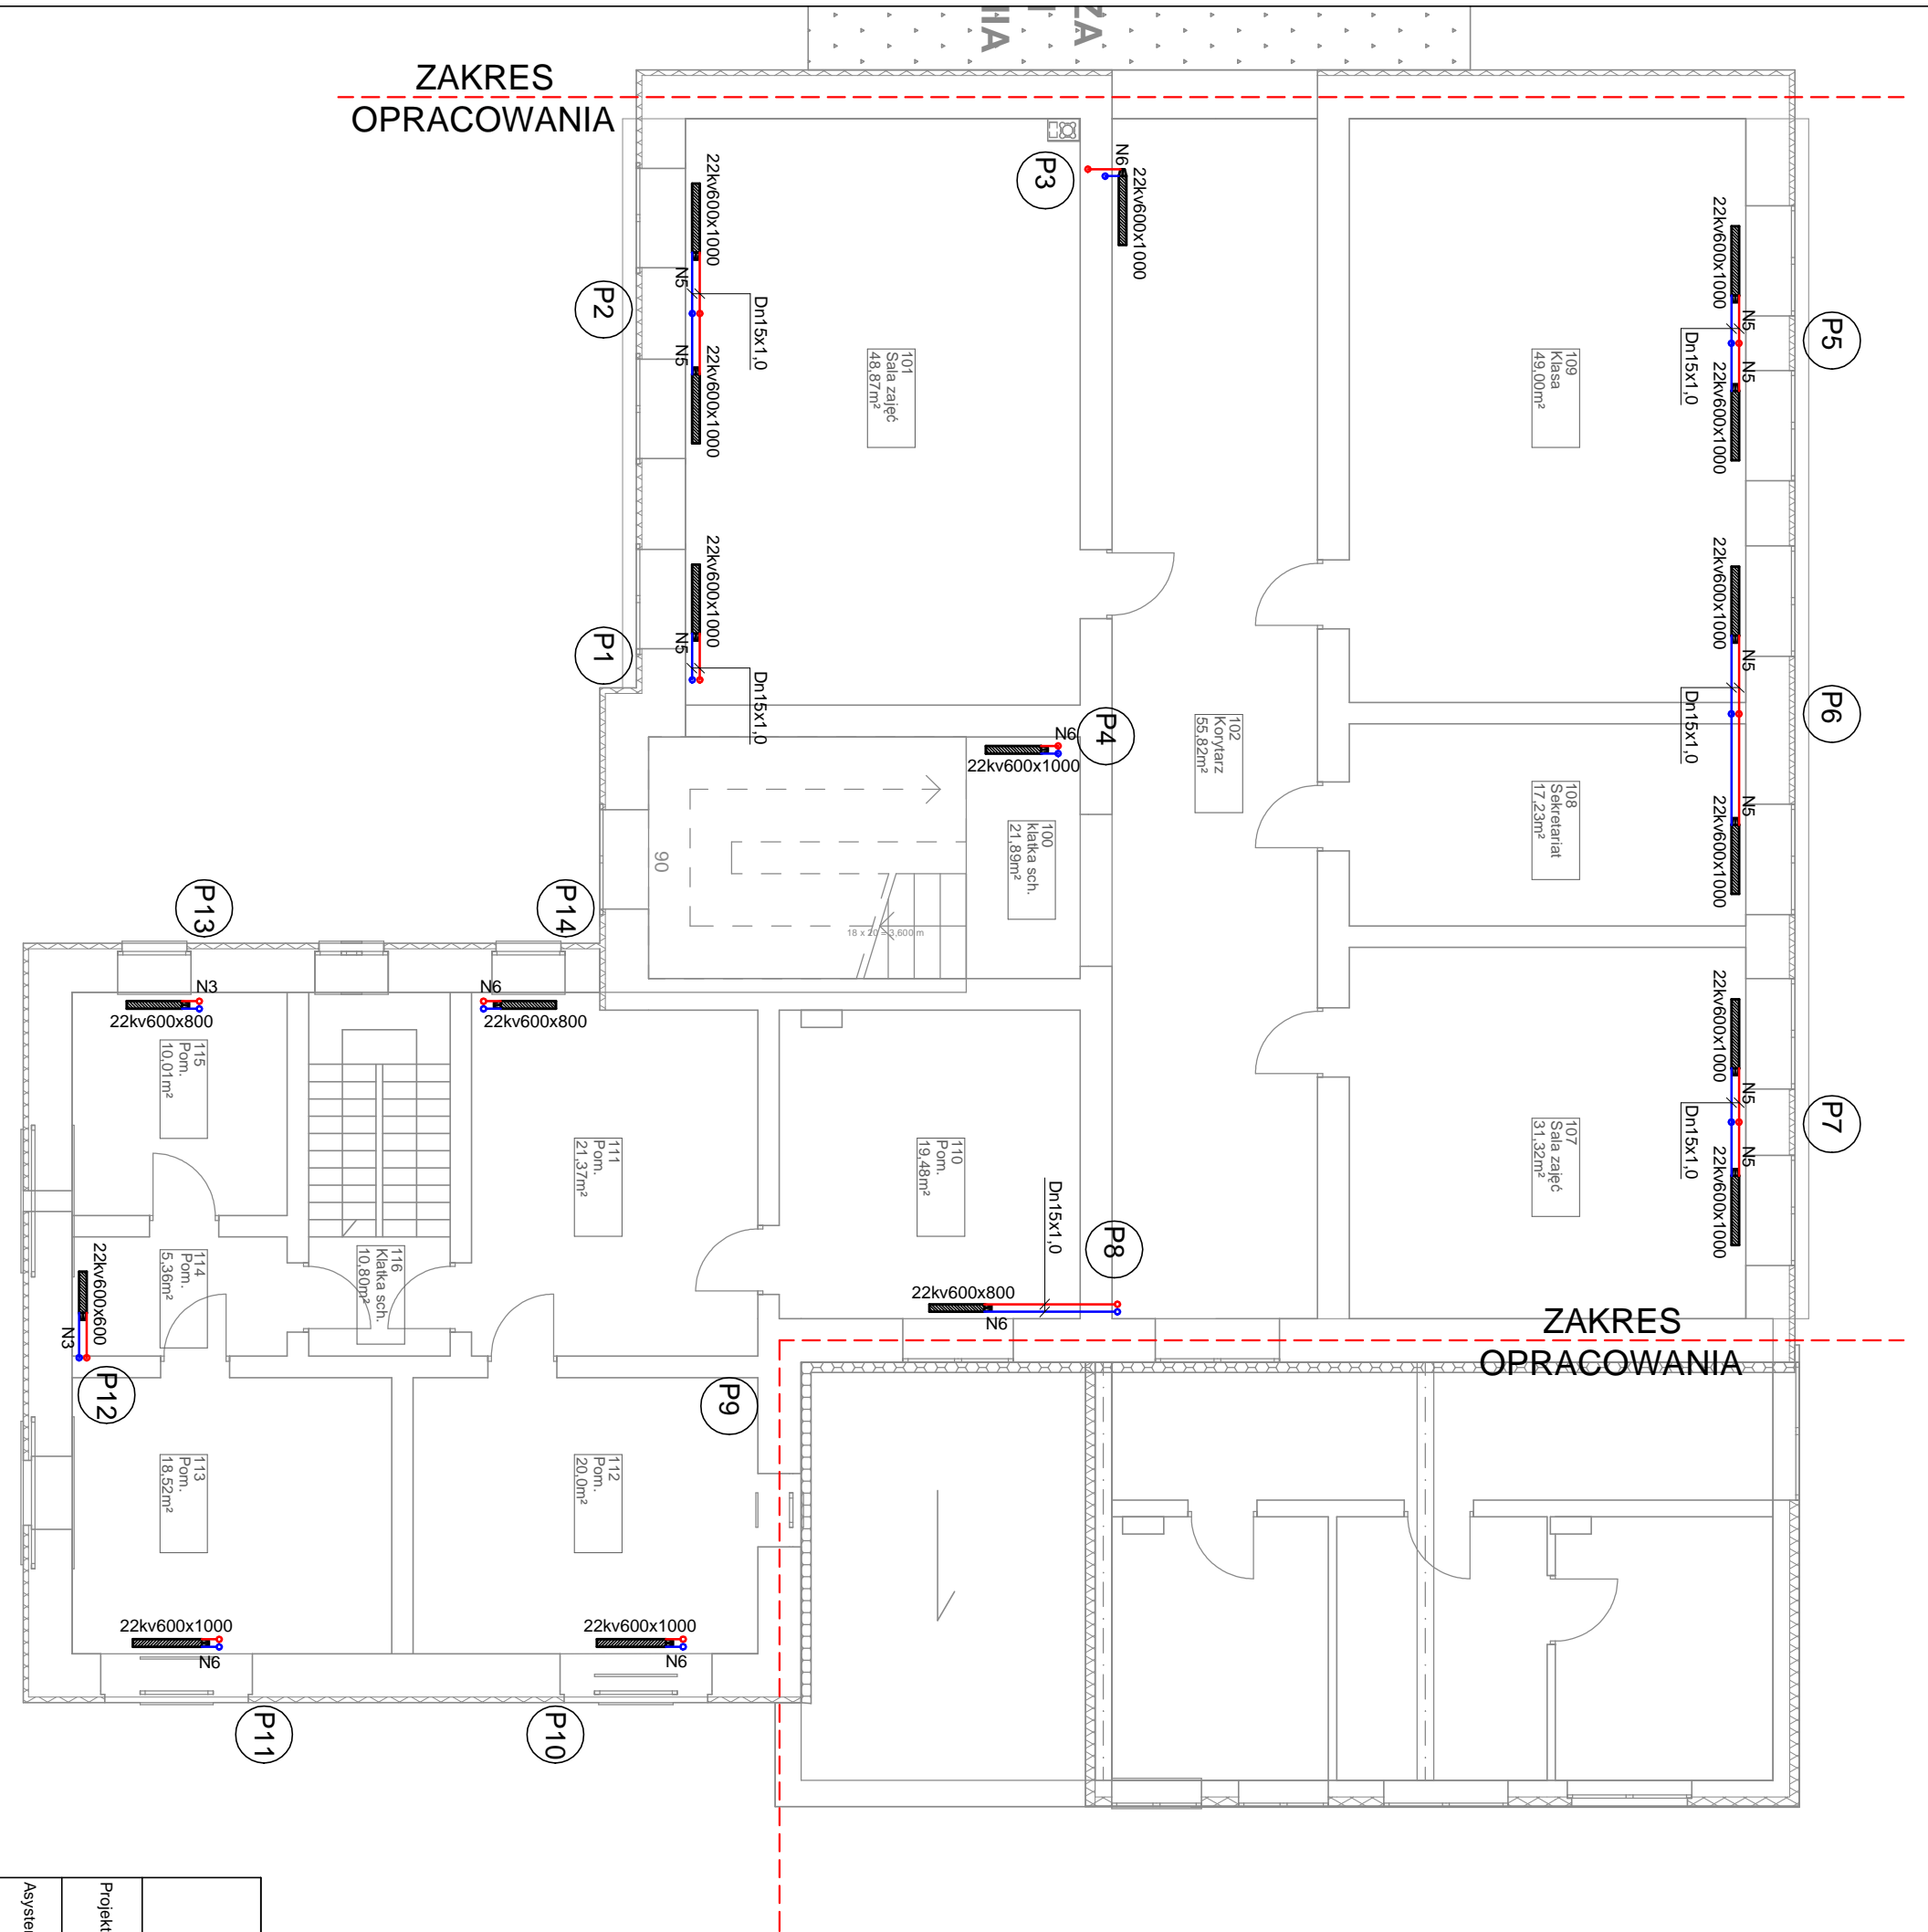 ZAKRES
OPRACOWANIA
P3
N6
22kv600x1000
22kv600x1000
N5
Dn15x1,0
P2
N5
22kv600x1000
101
Sala zajęć
48,87m²
22kv600x1000
N5
P1
Dn15x1,0
22kv600x1000
N5
P5
Dn15x1,0
N5
22kv600x1000
109
Klasa
49,00m²
22kv600x1000
N5
P6
Dn15x1,0
N5
22kv600x1000
108
Sekretariat
17,23m²
102
Korytarz
55,82m²
P4
N6
22kv600x1000
100
klatka sch.
21,89m²
90
18 x 20 = 3,600 m
22kv600x1000
N5
P7
Dn15x1,0
N5
22kv600x1000
107
Sala zajęć
31,32m²
P13
P14
N3
22kv600x800
N6
22kv600x800
115
Pom.
10,01m²
111
Pom.
21,37m²
110
Pom.
19,48m²
Dn15x1,0
P8
22kv600x800
N6
116
Klatka sch.
10,80m²
114
Pom.
5,36m²
22kv600x600
N3
P12
P9
ZAKRES
OPRACOWANIA
113
Pom.
18,52m²
112
Pom.
20,0m²
22kv600x1000
N6
22kv600x1000
N6
P11
P10